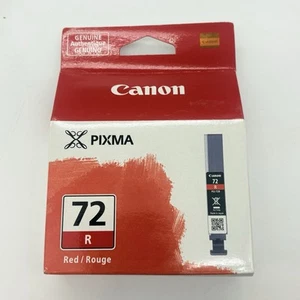 GENUINE
Authentique
GENUINO
Canon
PIXMA
Canon
72
R
72
R
Red / Rouge